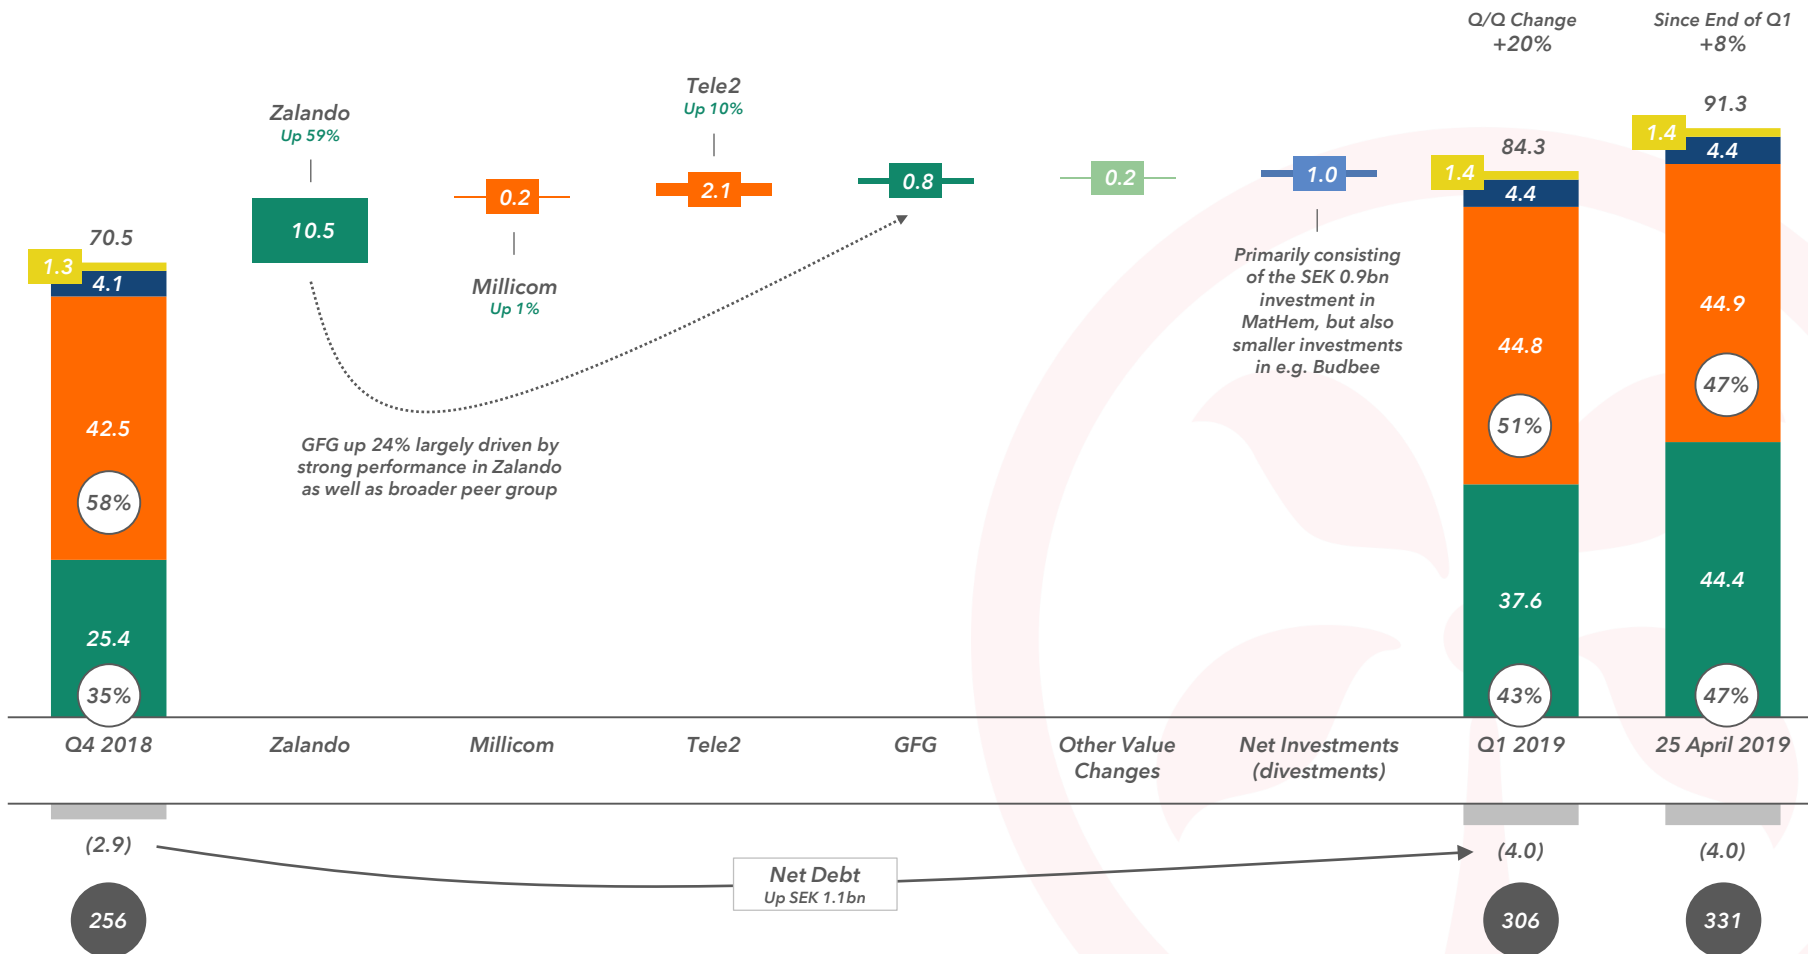 Q/Q Change
+20%
Since End of Q1
+8%
Zalando
Up 59%
Tele2
Up 10%
91.3
84.3
70.5
1.4
4.4
1.4
4.4
1.3
4.1
10.5
0.2
2.1
0.8
0.2
1.0
Millicom
Up 1%
Primarily consisting
of the SEK 0.9bn
investment in
MatHem, but also
smaller investments
in e.g. Budbee
GFG up 24% largely driven by
strong performance in Zalando
as well as broader peer group
42.5
58%
25.4
35%
44.8
51%
37.6
43%
44.9
47%
44.4
47%
Q4 2018
Zalando
Millicom
Tele2
GFG
Other Value
Changes
Net Investments
(divestments)
Q1 2019
25 April 2019
(2.9)
Net Debt
Up SEK 1.1bn
(4.0)
(4.0)
256
306
331